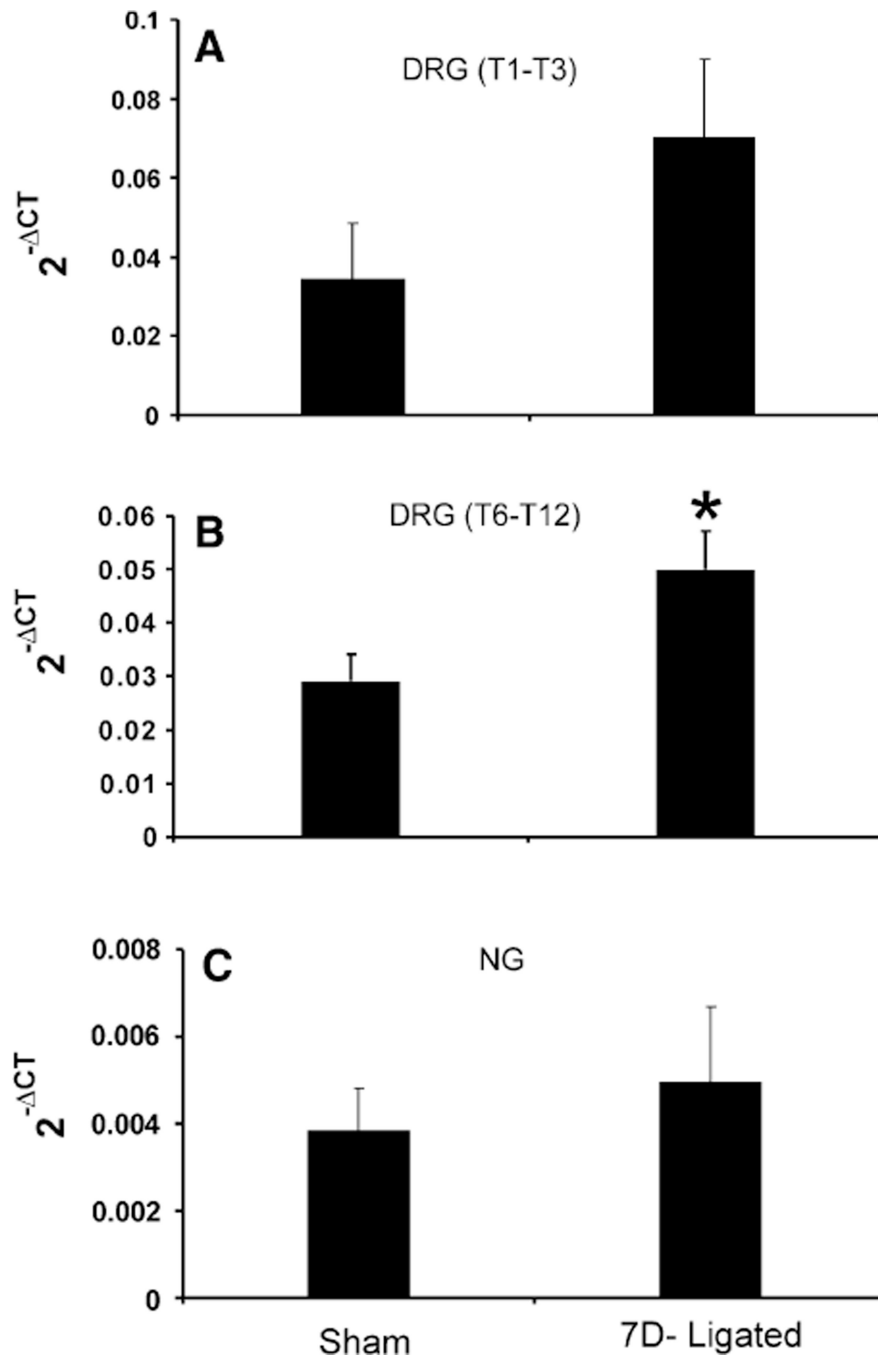 A
DRG (T1-T3)
0.1
0.08
0.06
0.04
0.02
0
2-ΔCT
B
DRG (T6-T12)
*
0.06
0.05
0.04
0.03
0.02
0.01
0
2-ΔCT
C
NG
0.008
0.006
0.004
0.002
0
2-ΔCT
Sham
7D- Ligated